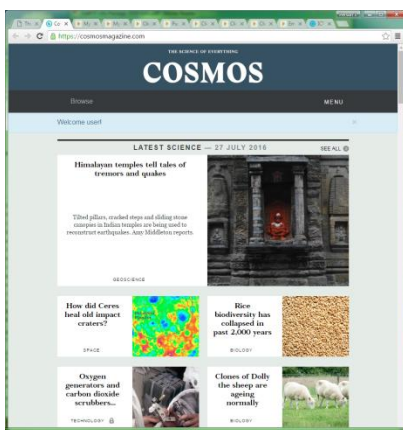 https://cosmosmagazine.com
THE SCIENCE OF EVERYTHING
COSMOS
Browse
MENU
Welcome user!
LATEST SCIENCE — 27 JULY 2016
SEE ALL
Himalayan temples tell tales of
tremors and quakes
Tilted pillars, cracked steps and sliding stone
canopies in Indian temples are being used to
reconstruct earthquakes. Amy Middleton reports.
GEOSCIENCE
How did Ceres
heal old impact
craters?
SPACE
Rice
biodiversity has
collapsed in
past 2,000 years
BIOLOGY
Oxygen
generators and
carbon dioxide
scrubbers...
TECHNOLOGY
Clones of Dolly
the sheep are
ageing
normally
BIOLOGY